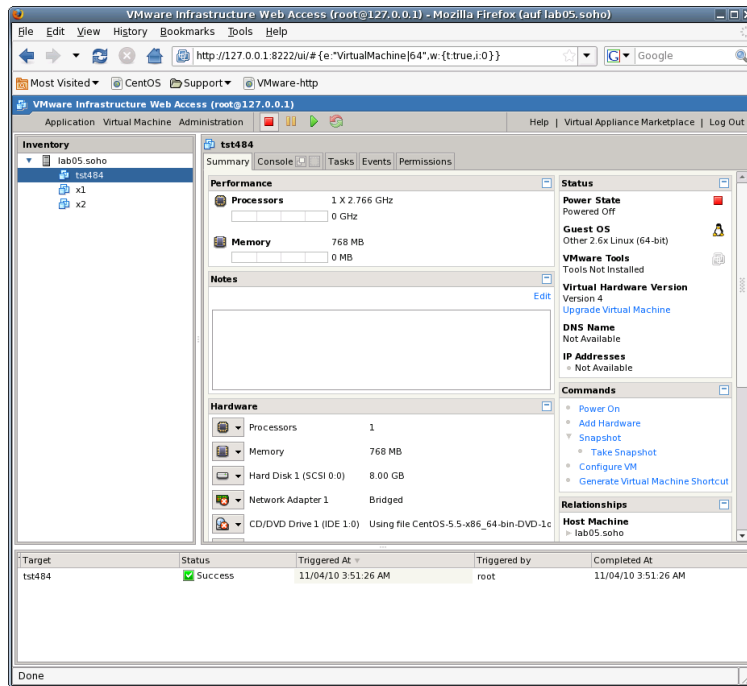 VMware Infrastructure Web Access (root@127.0.0.1) - Mozilla Firefox (auf lab05.soho)
File Edit View History Bookmarks Tools Help
http://127.0.0.1:8222/ui/#{e:"VirtualMachine|64",w:{t:true,i:0}}
G Google
Most Visited CentOS Support VMware-http
VMware Infrastructure Web Access (root@127.0.0.1)
Application Virtual Machine Administration
Help | Virtual Appliance Marketplace | Log Out
Inventory
lab05.soho
tst484
x1
x2
tst484
Summary Console Tasks Events Permissions
Performance
Processors 1 X 2.766 GHz
0 GHz
Memory 768 MB
0 MB
Notes
Edit
Hardware
Processors 1
Memory 768 MB
Hard Disk 1 (SCSI 0:0) 8.00 GB
Network Adapter 1 Bridged
CD/DVD Drive 1 (IDE 1:0) Using file CentOS-5.5-x86_64-bin-DVD-1c
Status
Power State
Powered Off
Guest OS
Other 2.6x Linux (64-bit)
VMware Tools
Tools Not Installed
Virtual Hardware Version
Version 4
Upgrade Virtual Machine
DNS Name
Not Available
IP Addresses
Not Available
Commands
Power On
Add Hardware
Snapshot
Take Snapshot
Configure VM
Generate Virtual Machine Shortcut
Relationships
Host Machine
lab05.soho
Target Status Triggered At Triggered by Completed At
tst484 Success 11/04/10 3:51:26 AM root 11/04/10 3:51:26 AM
Done